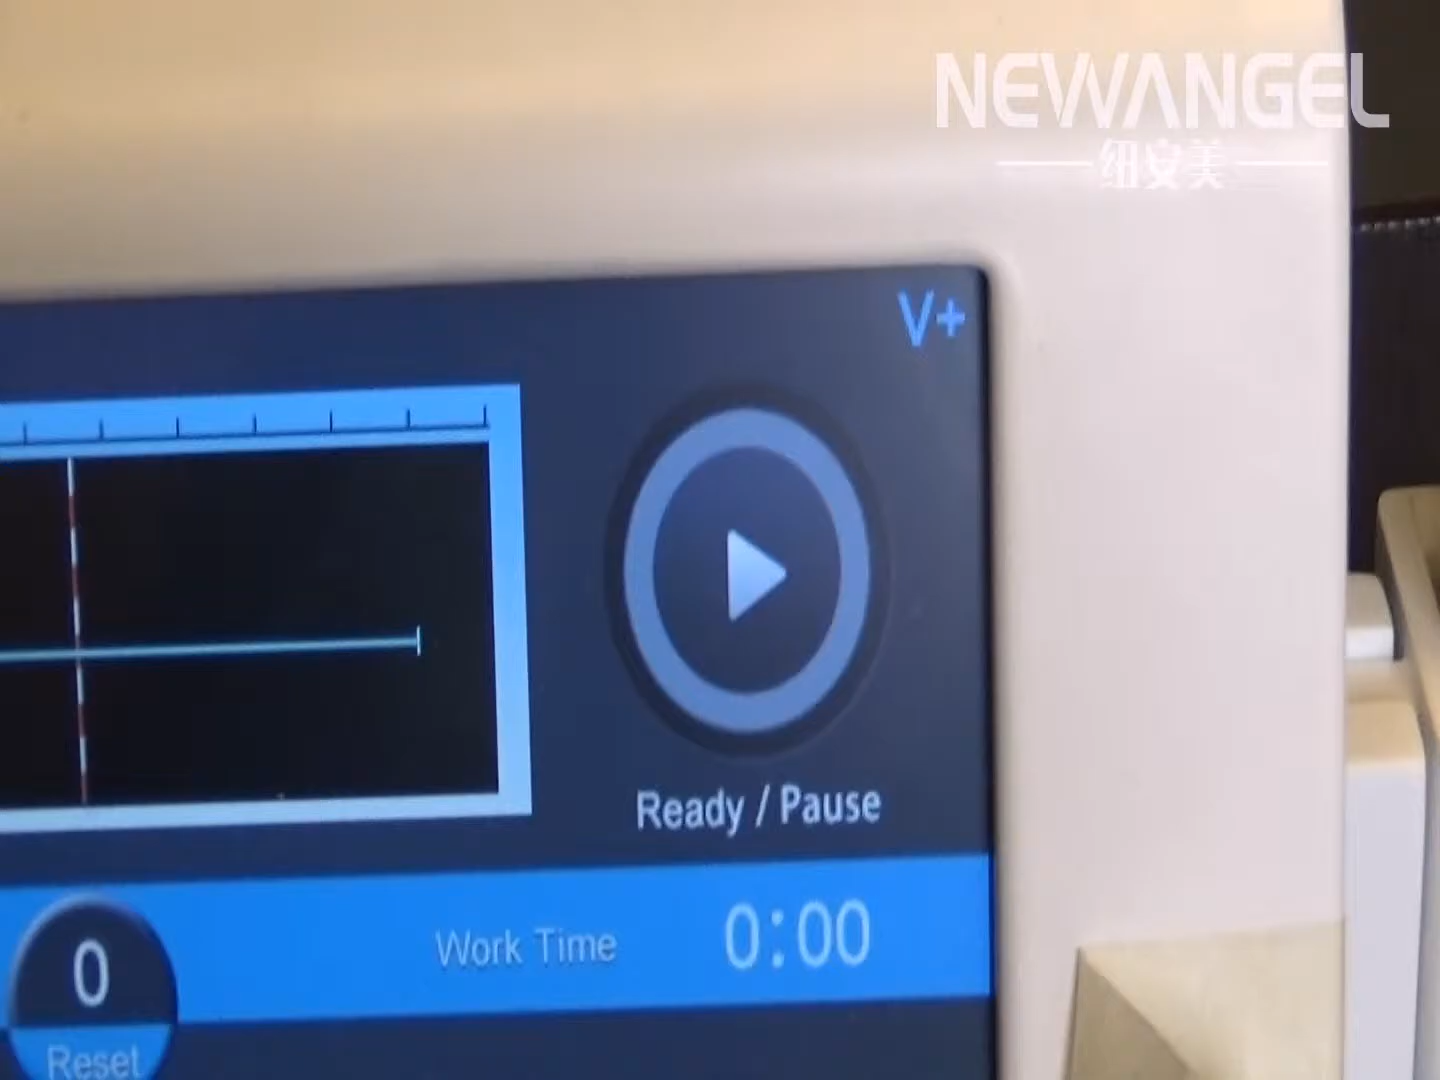 NEWANGEL
纽安美
V+
Ready / Pause
Work Time 0:00
0
Reset